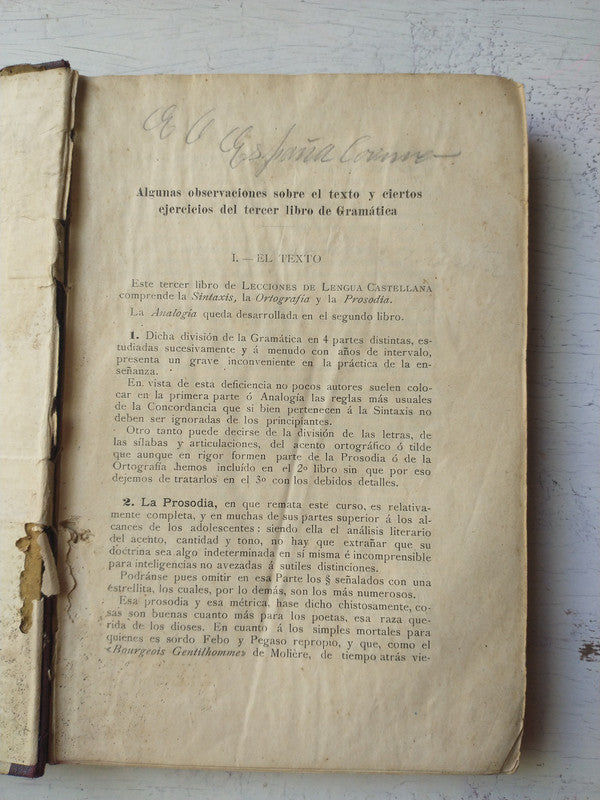 España
Algunas observaciones sobre el texto y ciertos
ejercicios del tercer libro de Gramática
I. — EL TEXTO
Este tercer libro de LECCIONES DE LENGUA CASTELLANA
comprende la Sintaxis, la Ortografía y la Prosodia.
La Analogía queda desarrollada en el segundo libro.
1. Dicha división de la Gramática en 4 partes distintas, es-
tudiadas sucesivamente y á menudo con años de intervalo,
presenta un grave inconveniente en la práctica de la en-
señanza.
En vista de esta deficiencia no pocos autores suelen colo-
car en la primera parte ó Analogía las reglas más usuales
de la Concordancia que si bien pertenecen á la Sintaxis no
deben ser ignoradas de los principiantes.
Otro tanto puede decirse de la división de las letras, de
las sílabas y articulaciones, del acento ortográfico ó tilde
que aunque en rigor formen parte de la Prosodia ó de la
Ortografía hemos incluído en el 2º libro sin que por eso
dejemos de tratarlos en el 3º con los debidos detalles.
2. La Prosodia, en que remata este curso, es relativa-
mente completa, y en muchas de sus partes superior á los al-
cances de los adolescentes : siendo ella el análisis literario
del acento, cantidad y tono, no hay que extrañar que su
doctrina sea algo indeterminada en sí misma é incomprensible
para inteligencias no avezadas á sutiles distinciones.
Podránse pues omitir en esa Parte los § señalados con una
estrellita, los cuales, por lo demás, son los más numerosos.
Esa prosodia y esa métrica, hase dicho chistosamente, co-
sas son buenas cuanto más para los poetas, esa raza que-
rida de los dioses. En cuanto á los simples mortales para
quienes es sordo Febo y Pegaso repropio, y que, como el
«Bourgeois Gentilhomme» de Molière, de tiempo atrás vie-